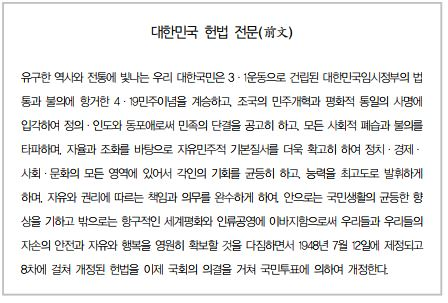 대한민국 헌법 전문(前文)
유구한 역사와 전통에 빛나는 우리 대한국민은 3·1운동으로 건립된 대한민국임시정부의 법
통과 불의에 항거한 4·19민주이념을 계승하고, 조국의 민주개혁과 평화적 통일의 사명에
입각하여 정의·인도와 동포애로써 민족의 단결을 공고히 하고, 모든 사회적 폐습과 불의를
타파하며, 자율과 조화를 바탕으로 자유민주적 기본질서를 더욱 확고히 하여 정치·경제·
사회·문화의 모든 영역에 있어서 각인의 기회를 균등히 하고, 능력을 최고도로 발휘하게
하며, 자유와 권리에 따르는 책임과 의무를 완수하게 하여, 안으로는 국민생활의 균등한 향
상을 기하고 밖으로는 항구적인 세계평화와 인류공영에 이바지함으로써 우리들과 우리들의
자손의 안전과 자유와 행복을 영원히 확보할 것을 다짐하면서 1948년 7월 12일에 제정되고
8차에 걸쳐 개정된 헌법을 이제 국회의 의결을 거쳐 국민투표에 의하여 개정한다.